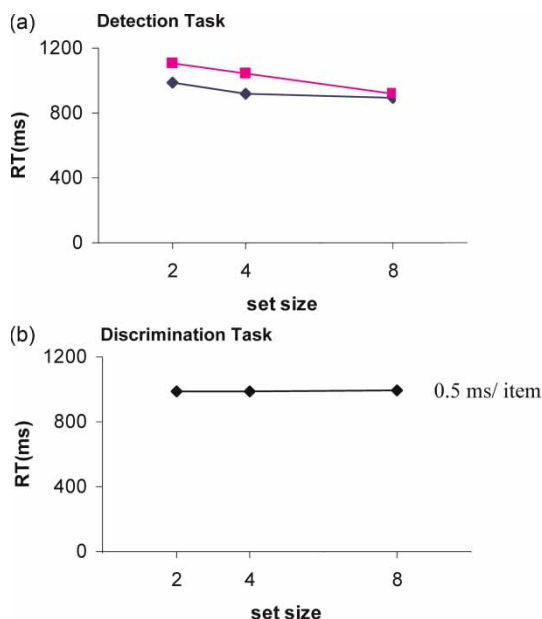 (a) Detection Task
1200
800
400
0
RT(ms)
2 4 8
set size
(b) Discrimination Task
1200
800
400
0
RT(ms)
0.5 ms/ item
2 4 8
set size